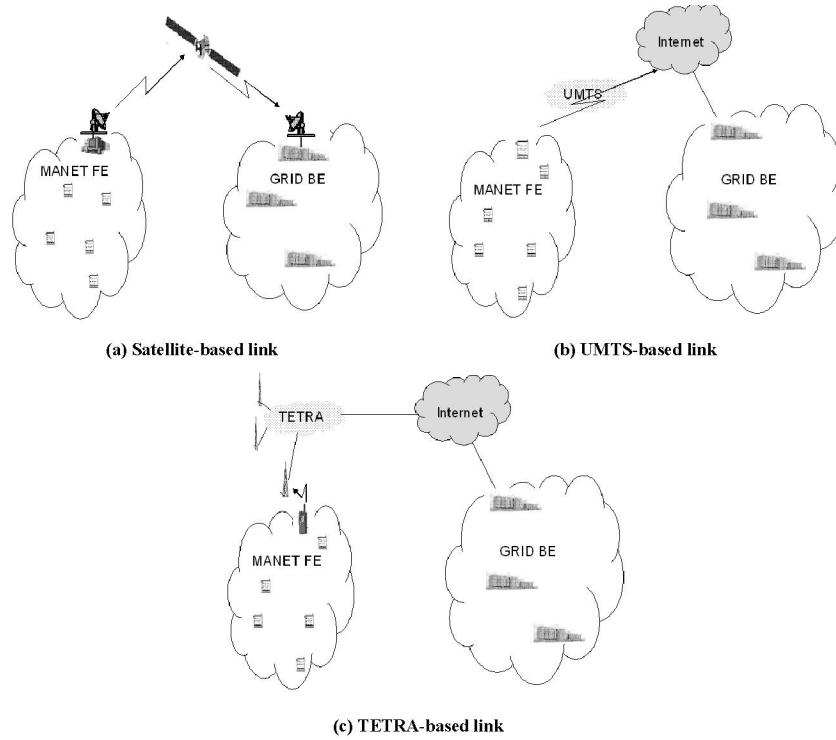 Internet
UMTS
MANET FE
GRID BE
MANET FE
GRID BE
(a) Satellite-based link
(b) UMTS-based link
TETRA
Internet
MANET FE
GRID BE
(c) TETRA-based link